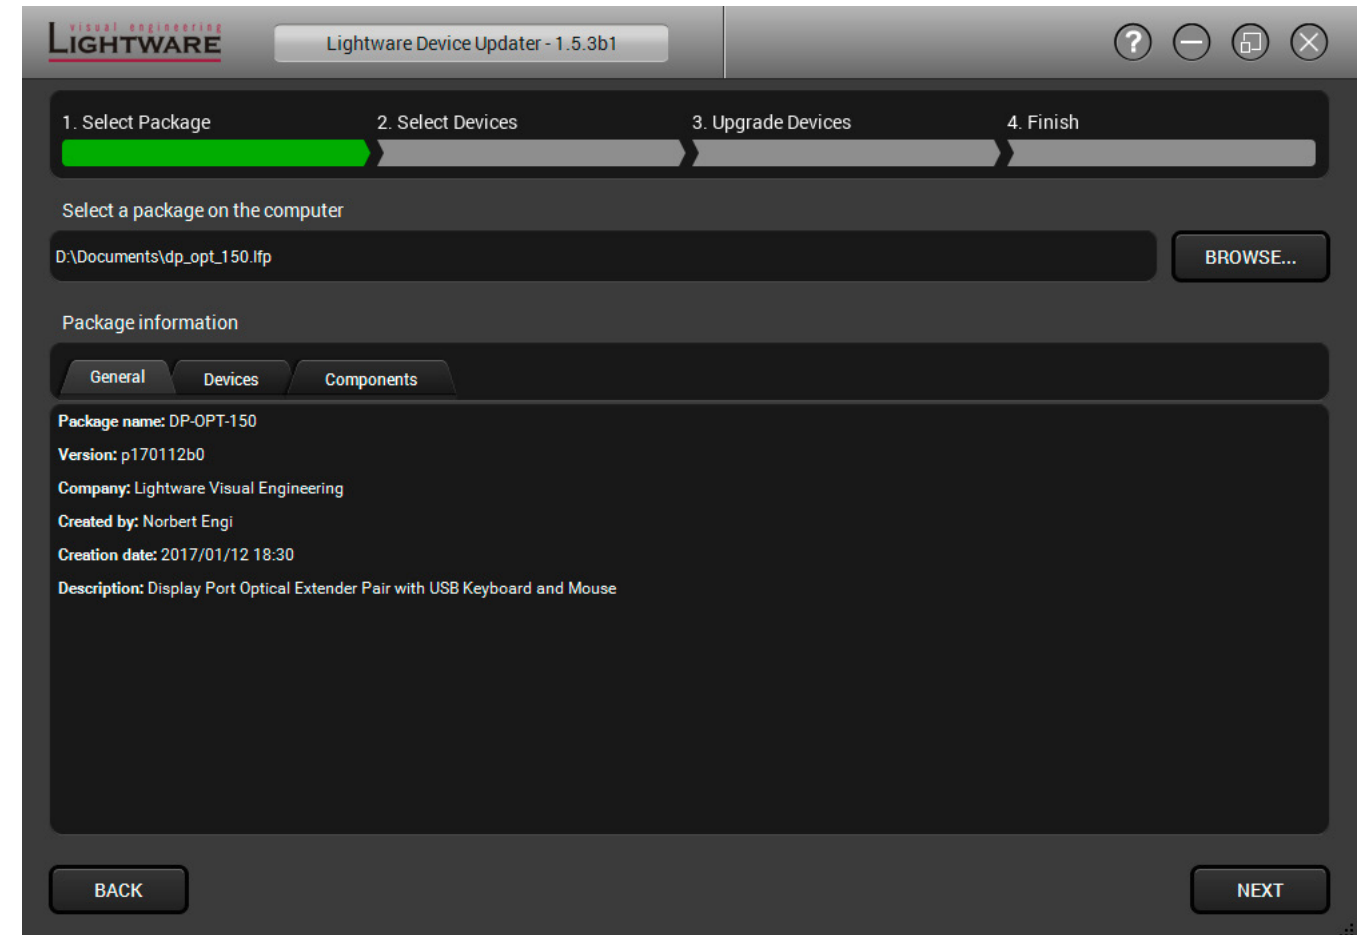 visual engineering
LIGHTWARE
Lightware Device Updater - 1.5.3b1
?
1. Select Package
2. Select Devices
3. Upgrade Devices
4. Finish
Select a package on the computer
D:\Documents\dp_opt_150.lfp
BROWSE...
Package information
General
Devices
Components
Package name: DP-OPT-150
Version: p170112b0
Company: Lightware Visual Engineering
Created by: Norbert Engi
Creation date: 2017/01/12 18:30
Description: Display Port Optical Extender Pair with USB Keyboard and Mouse
BACK
NEXT